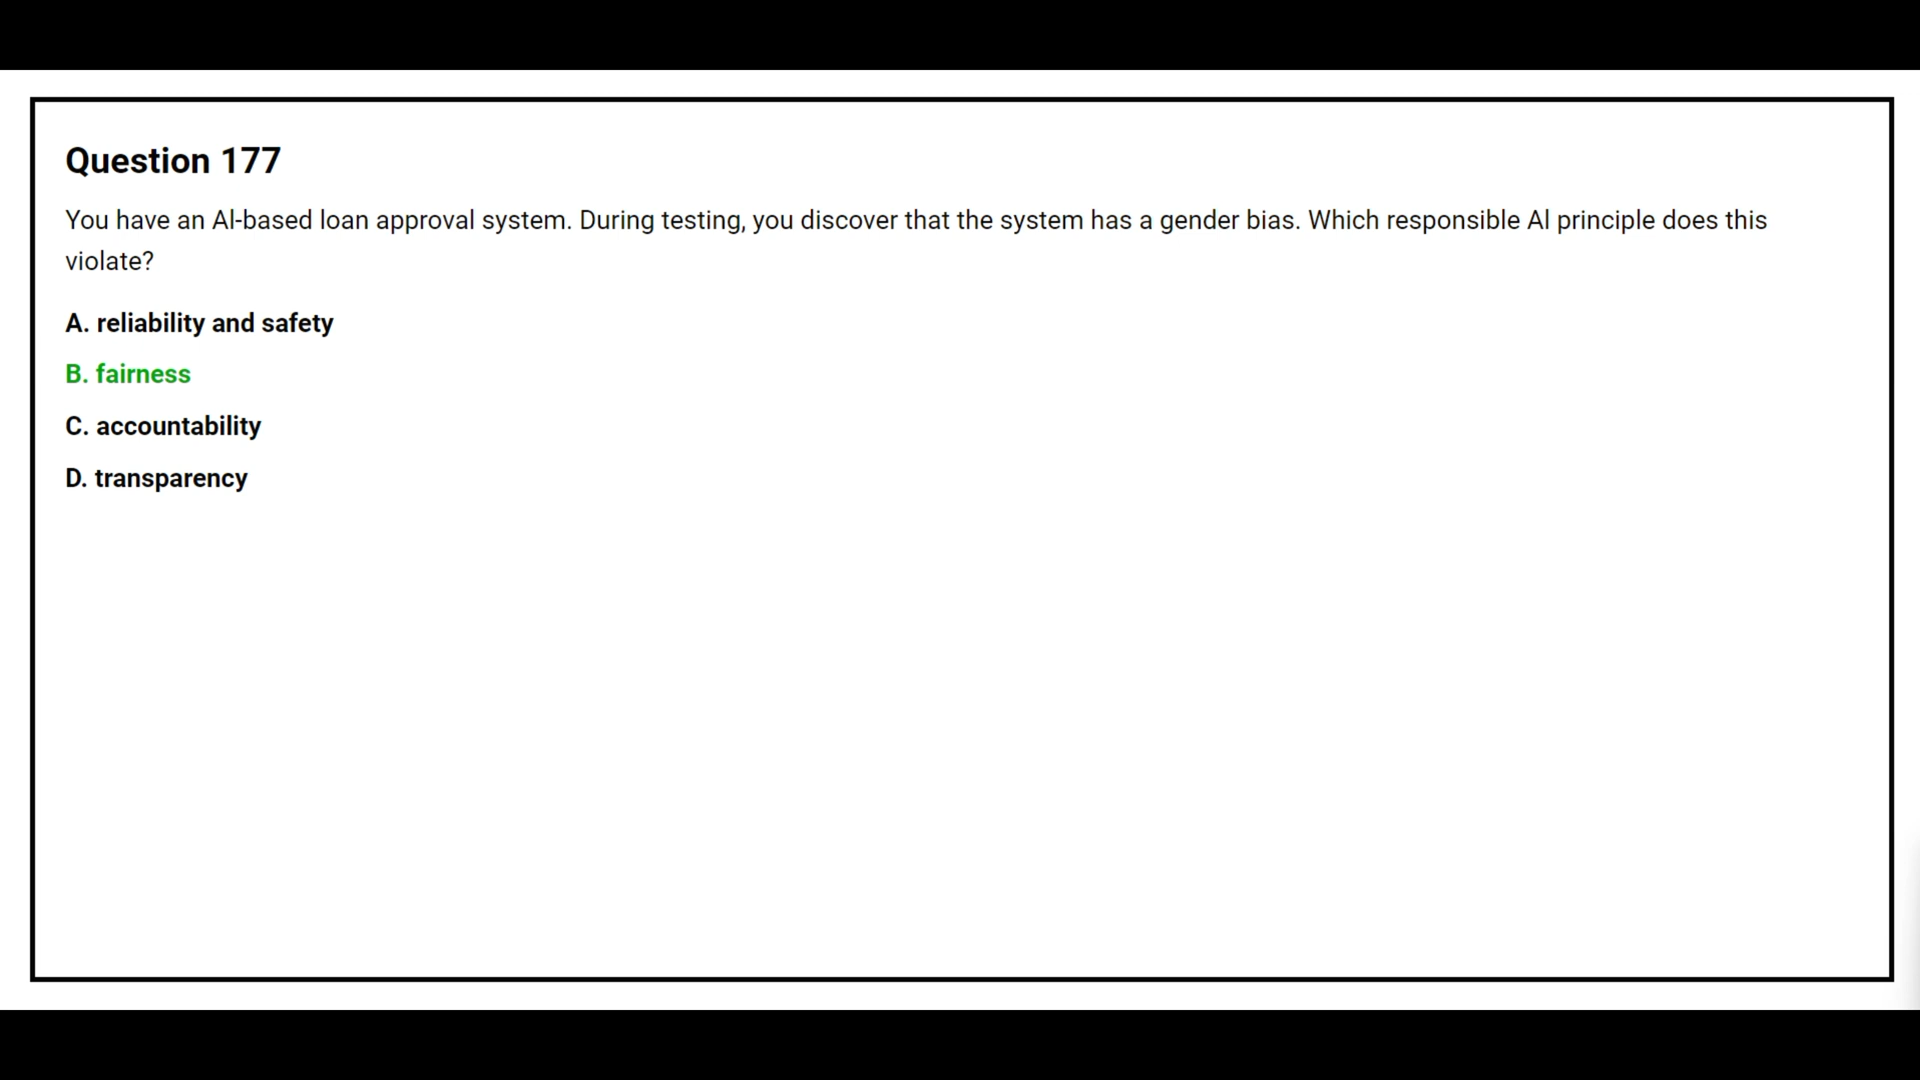 Question 177
You have an AI-based loan approval system. During testing, you discover that the system has a gender bias. Which responsible AI principle does this
violate?
A. reliability and safety
B. fairness
C. accountability
D. transparency